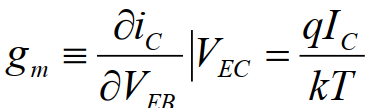 g_m ≡ ∂i_C / ∂V_EB | V_EC = qI_C / kT